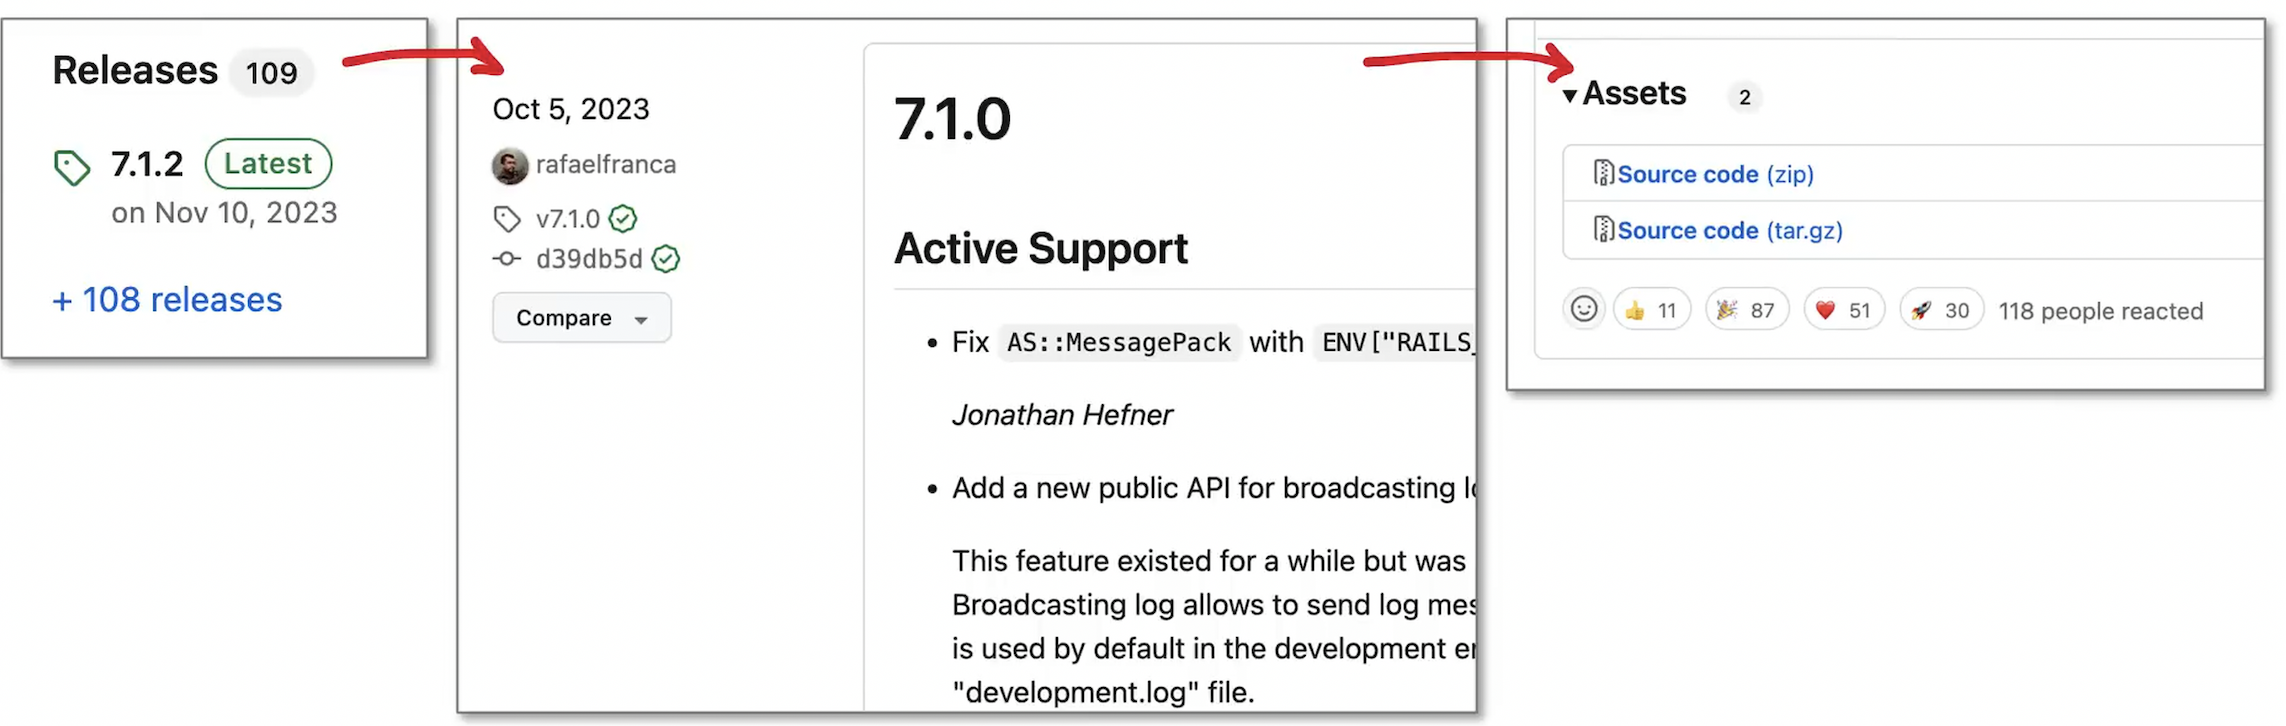 Releases 109
7.1.2 Latest
on Nov 10, 2023
+ 108 releases
Oct 5, 2023
rafaelfranca
v7.1.0
d39db5d
Compare
7.1.0
Active Support
• Fix AS::MessagePack with ENV["RAILS_
Jonathan Hefner
• Add a new public API for broadcasting
This feature existed for a while but was
Broadcasting log allows to send log
is used by default in the development
"development.log" file.
Assets 2
Source code (zip)
Source code (tar.gz)
11 87 51 30 118 people reacted